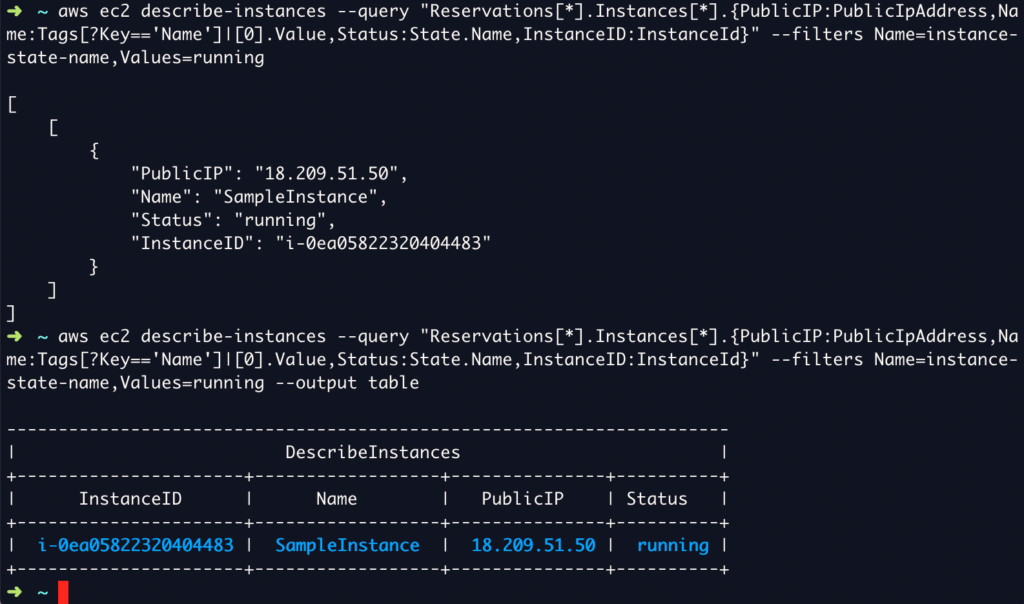 ➜ ~ aws ec2 describe-instances --query "Reservations[*].Instances[*].{PublicIP:PublicIpAddress,Na
me:Tags[?Key=='Name']|[0].Value,Status:State.Name,InstanceID:InstanceId}" --filters Name=instance-
state-name,Values=running
[
    [
        {
            "PublicIP": "18.209.51.50",
            "Name": "SampleInstance",
            "Status": "running",
            "InstanceID": "i-0ea05822320404483"
        }
    ]
]
➜ ~ aws ec2 describe-instances --query "Reservations[*].Instances[*].{PublicIP:PublicIpAddress,Na
me:Tags[?Key=='Name']|[0].Value,Status:State.Name,InstanceID:InstanceId}" --filters Name=instance-
state-name,Values=running --output table
----------------------------------------------------------------------
|                          DescribeInstances                         |
+----------------------+------------------+---------------+----------+
|      InstanceID      |      Name        |   PublicIP    | Status   |
+----------------------+------------------+---------------+----------+
|  i-0ea05822320404483 |  SampleInstance  |  18.209.51.50 |  running |
+----------------------+------------------+---------------+----------+
➜ ~